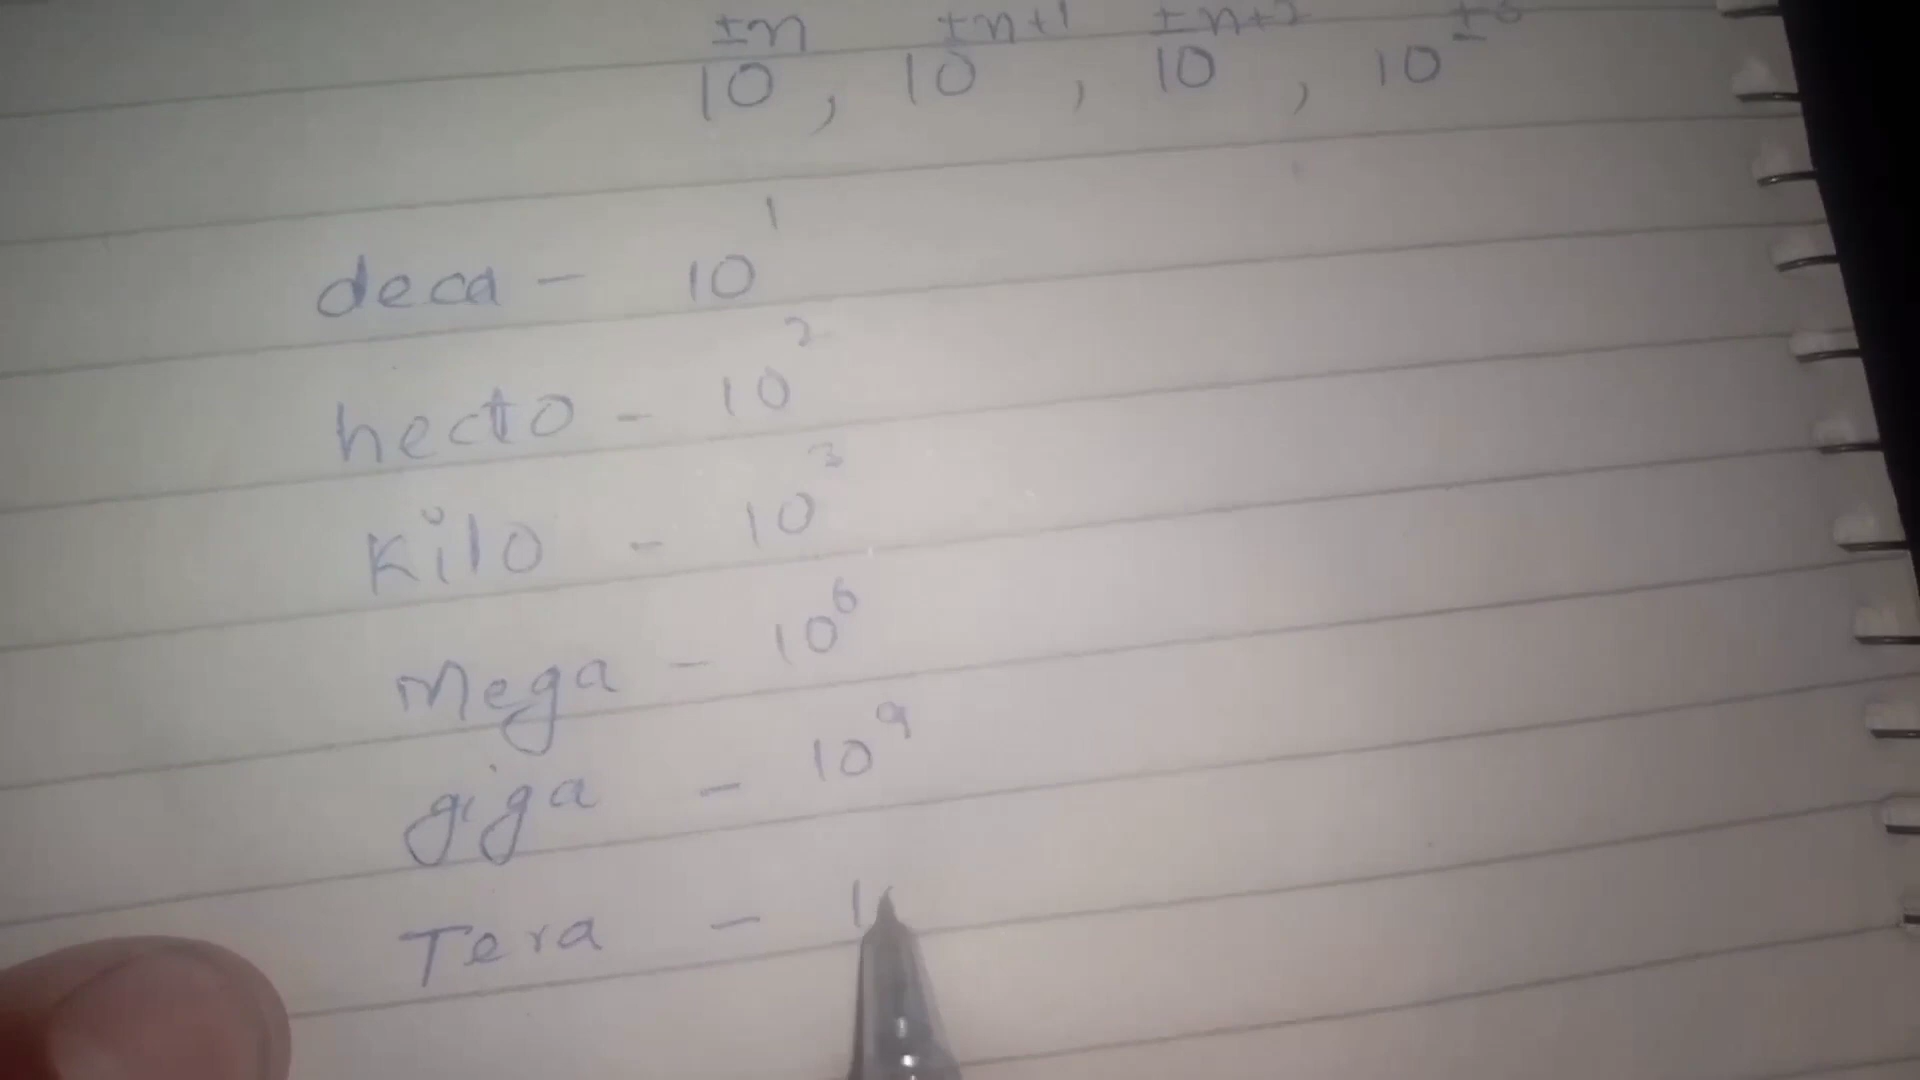 10^±n , 10^±n+1 , 10^±n+2 , 10^±
deca - 10^1
hecto - 10^2
Kilo - 10^3
Mega - 10^6
giga - 10^9
Tera - 1